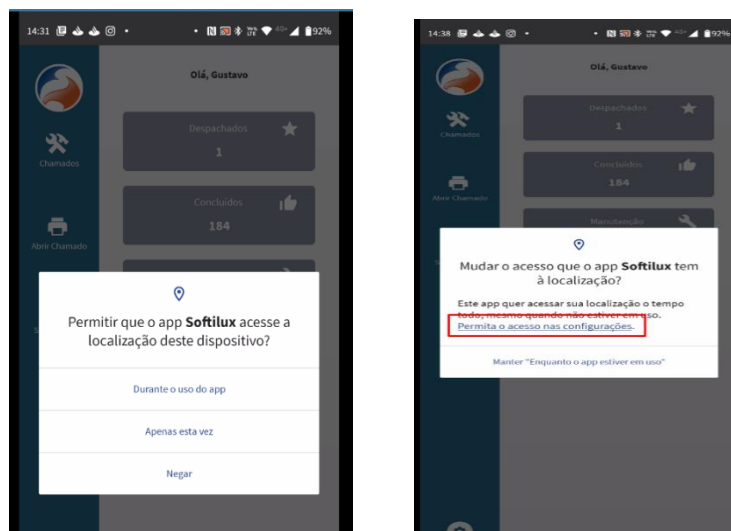 14:31
92%
Olá, Gustavo
Chamados
Despachados
1
Abrir Chamado
Concluídos
184
Permitir que o app Softilux acesse a
localização deste dispositivo?
Durante o uso do app
Apenas esta vez
Negar
14:38
92%
Olá, Gustavo
Chamados
Despachados
1
Abrir Chamado
Concluídos
184
Manutenção
Mudar o acesso que o app Softilux tem
à localização?
Este app quer acessar sua localização o tempo
todo, mesmo quando não estiver em uso.
Permita o acesso nas configurações.
Manter "Enquanto o app estiver em uso"